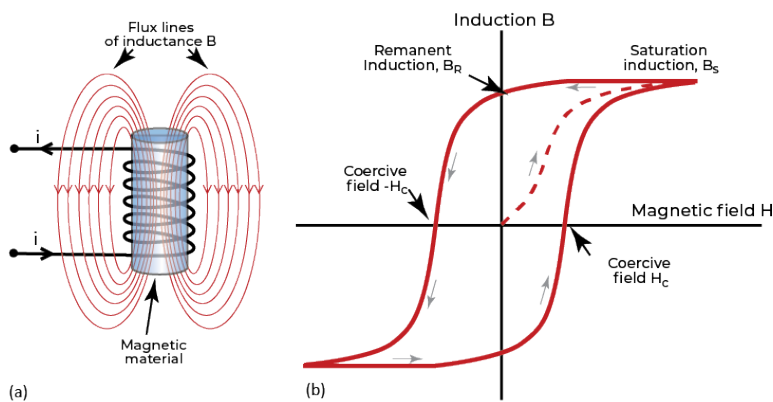 Flux lines
of inductance B
i
i
Magnetic
material
(a)
Induction B
Remanent
Induction, BR
Saturation
induction, BS
Coercive
field -HC
Magnetic field H
Coercive
field HC
(b)